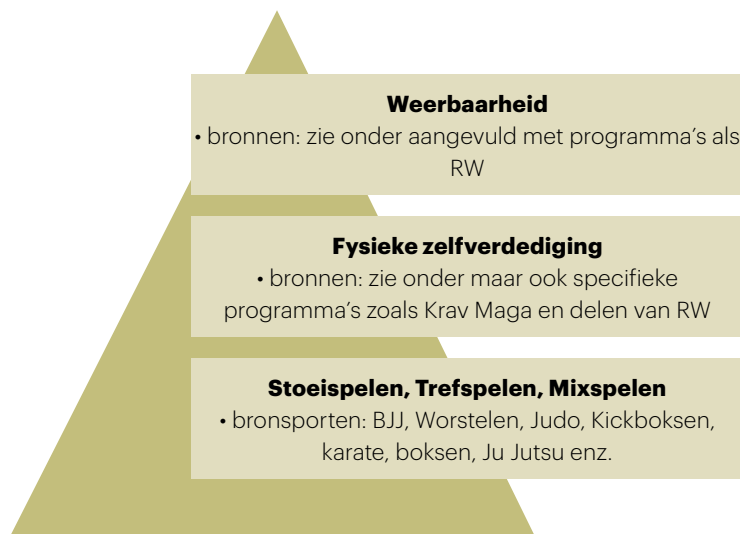 Weerbaarheid
• bronnen: zie onder aangevuld met programma's als
RW
Fysieke zelfverdediging
• bronnen: zie onder maar ook specifieke
programma's zoals Krav Maga en delen van RW
Stoeispelen, Trefspelen, Mixspelen
• bronsporten: BJJ, Worstelen, Judo, Kickboksen,
karate, boksen, Ju Jutsu enz.